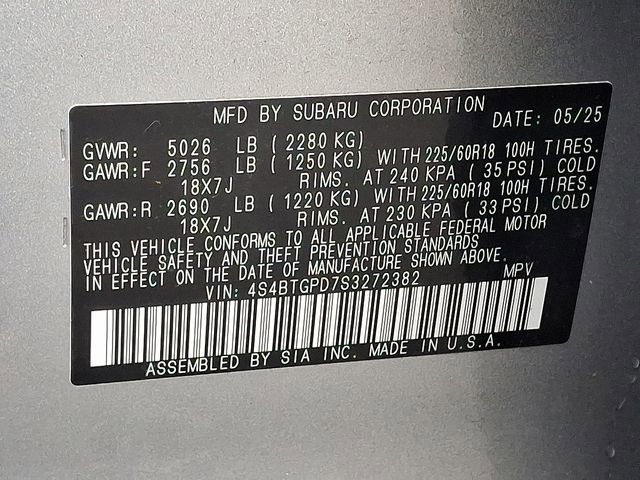 MFD BY SUBARU CORPORATION DATE: 05/25
GVWR: 5026 LB ( 2280 KG)
GAWR:F 2756 LB ( 1250 KG) WITH 225/60R18 100H TIRES.
18X7J RIMS. AT 240 KPA ( 35 PSI) COLD
GAWR:R 2690 LB ( 1220 KG) WITH 225/60R18 100H TIRES.
18X7J RIMS. AT 230 KPA ( 33 PSI) COLD
THIS VEHICLE CONFORMS TO ALL APPLICABLE FEDERAL MOTOR
VEHICLE SAFETY AND THEFT PREVENTION STANDARDS
IN EFFECT ON THE DATE OF MANUFACTURE SHOWN ABOVE.
VIN: 4S4BTGPD7S3272382 MPV
ASSEMBLED BY SIA INC. MADE IN U.S.A.